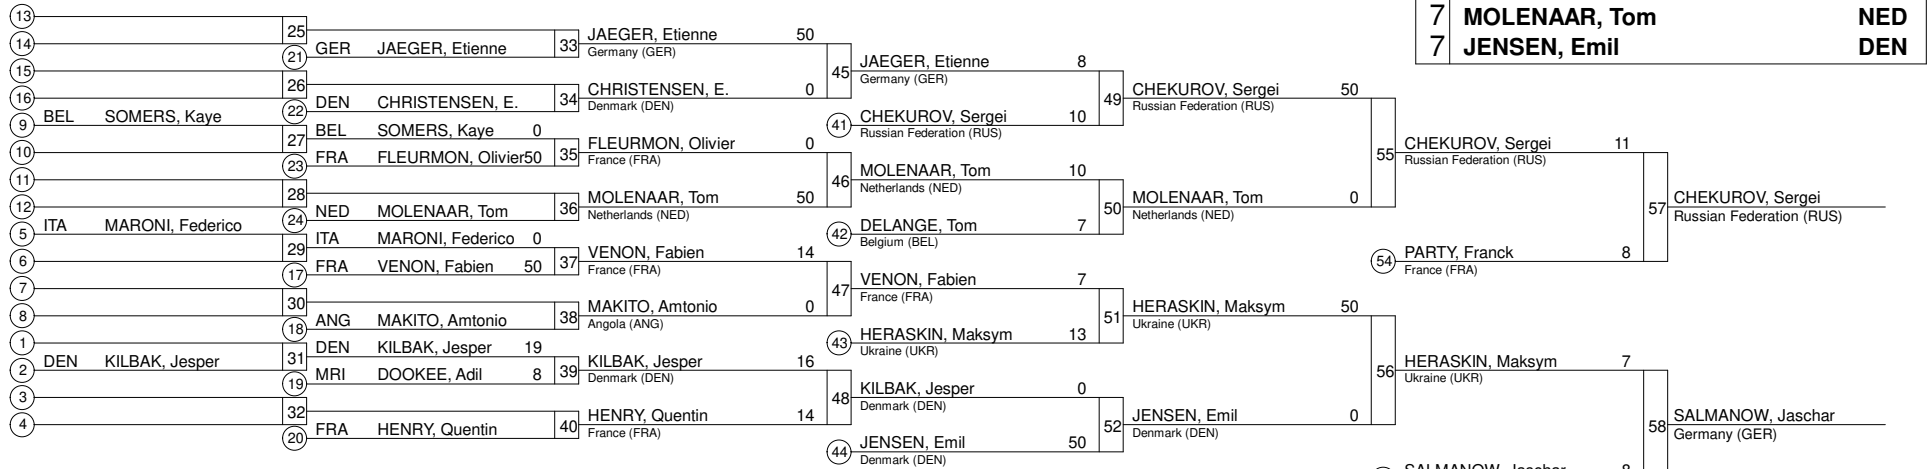 13
14 25 JAEGER, Etienne 50
21 GER JAEGER, Etienne 33 Germany (GER)
15 JAEGER, Etienne 8
16 26 45 Germany (GER)
22 DEN CHRISTENSEN, E. 34 CHRISTENSEN, E. 0
Denmark (DEN)
49 CHEKUROV, Sergei 50
Russian Federation (RUS)
9 BEL SOMERS, Kaye 41 CHEKUROV, Sergei 10
Russian Federation (RUS)
27 BEL SOMERS, Kaye 0
10 23 FRA FLEURMON, Olivier 50 35 FLEURMON, Olivier 0
France (FRA)
55 CHEKUROV, Sergei 11
Russian Federation (RUS)
11 46 MOLENAAR, Tom 10
Netherlands (NED)
12 28
24 NED MOLENAAR, Tom 36 MOLENAAR, Tom 50
Netherlands (NED)
50 MOLENAAR, Tom 0
Netherlands (NED)
57 CHEKUROV, Sergei
Russian Federation (RUS)
5 ITA MARONI, Federico 42 DELANGE, Tom 7
Belgium (BEL)
29 ITA MARONI, Federico 0
6 17 FRA VENON, Fabien 50 37 VENON, Fabien 14
France (FRA)
54 PARTY, Franck 8
France (FRA)
7 47 VENON, Fabien 7
France (FRA)
8 30
18 ANG MAKITO, Amtonio 38 MAKITO, Amtonio 0
Angola (ANG)
51 HERASKIN, Maksym 50
Ukraine (UKR)
1 43 HERASKIN, Maksym 13
Ukraine (UKR)
2 DEN KILBAK, Jesper 31 DEN KILBAK, Jesper 19
19 MRI DOOKEE, Adil 8 39 KILBAK, Jesper 16
Denmark (DEN)
56 HERASKIN, Maksym 7
Ukraine (UKR)
3 48 KILBAK, Jesper 0
Denmark (DEN)
4 32
20 FRA HENRY, Quentin 40 HENRY, Quentin 14
France (FRA)
52 JENSEN, Emil 0
Denmark (DEN)
58 SALMANOW, Jaschar
Germany (GER)
44 JENSEN, Emil 50
Denmark (DEN)
7 MOLENAAR, Tom NED
7 JENSEN, Emil DEN